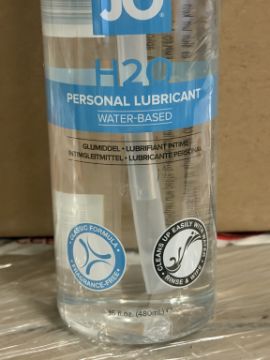 JO®
H2O
PERSONAL LUBRICANT
WATER-BASED
GLIJMIDDEL • LUBRIFIANT INTIME
INTIMGLEITMITTEL • LUBRICANTE PERSONAL
CLASSIC FORMULA • FRAGRANCE-FREE •
CLEANS UP EASILY WITH
RINSE &
16 fl.oz. (480mL)